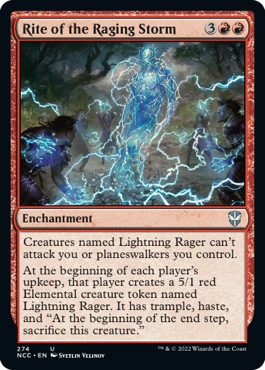 Rite of the Raging Storm 3
Enchantment
Creatures named Lightning Rager can't
attack you or planeswalkers you control.
At the beginning of each player's
upkeep, that player creates a 5/1 red
Elemental creature token named
Lightning Rager. It has trample, haste,
and "At the beginning of the end step,
sacrifice this creature."
274 U
NCC • EN SVETLIN VELINOV
™ & © 2022 Wizards of the Coast